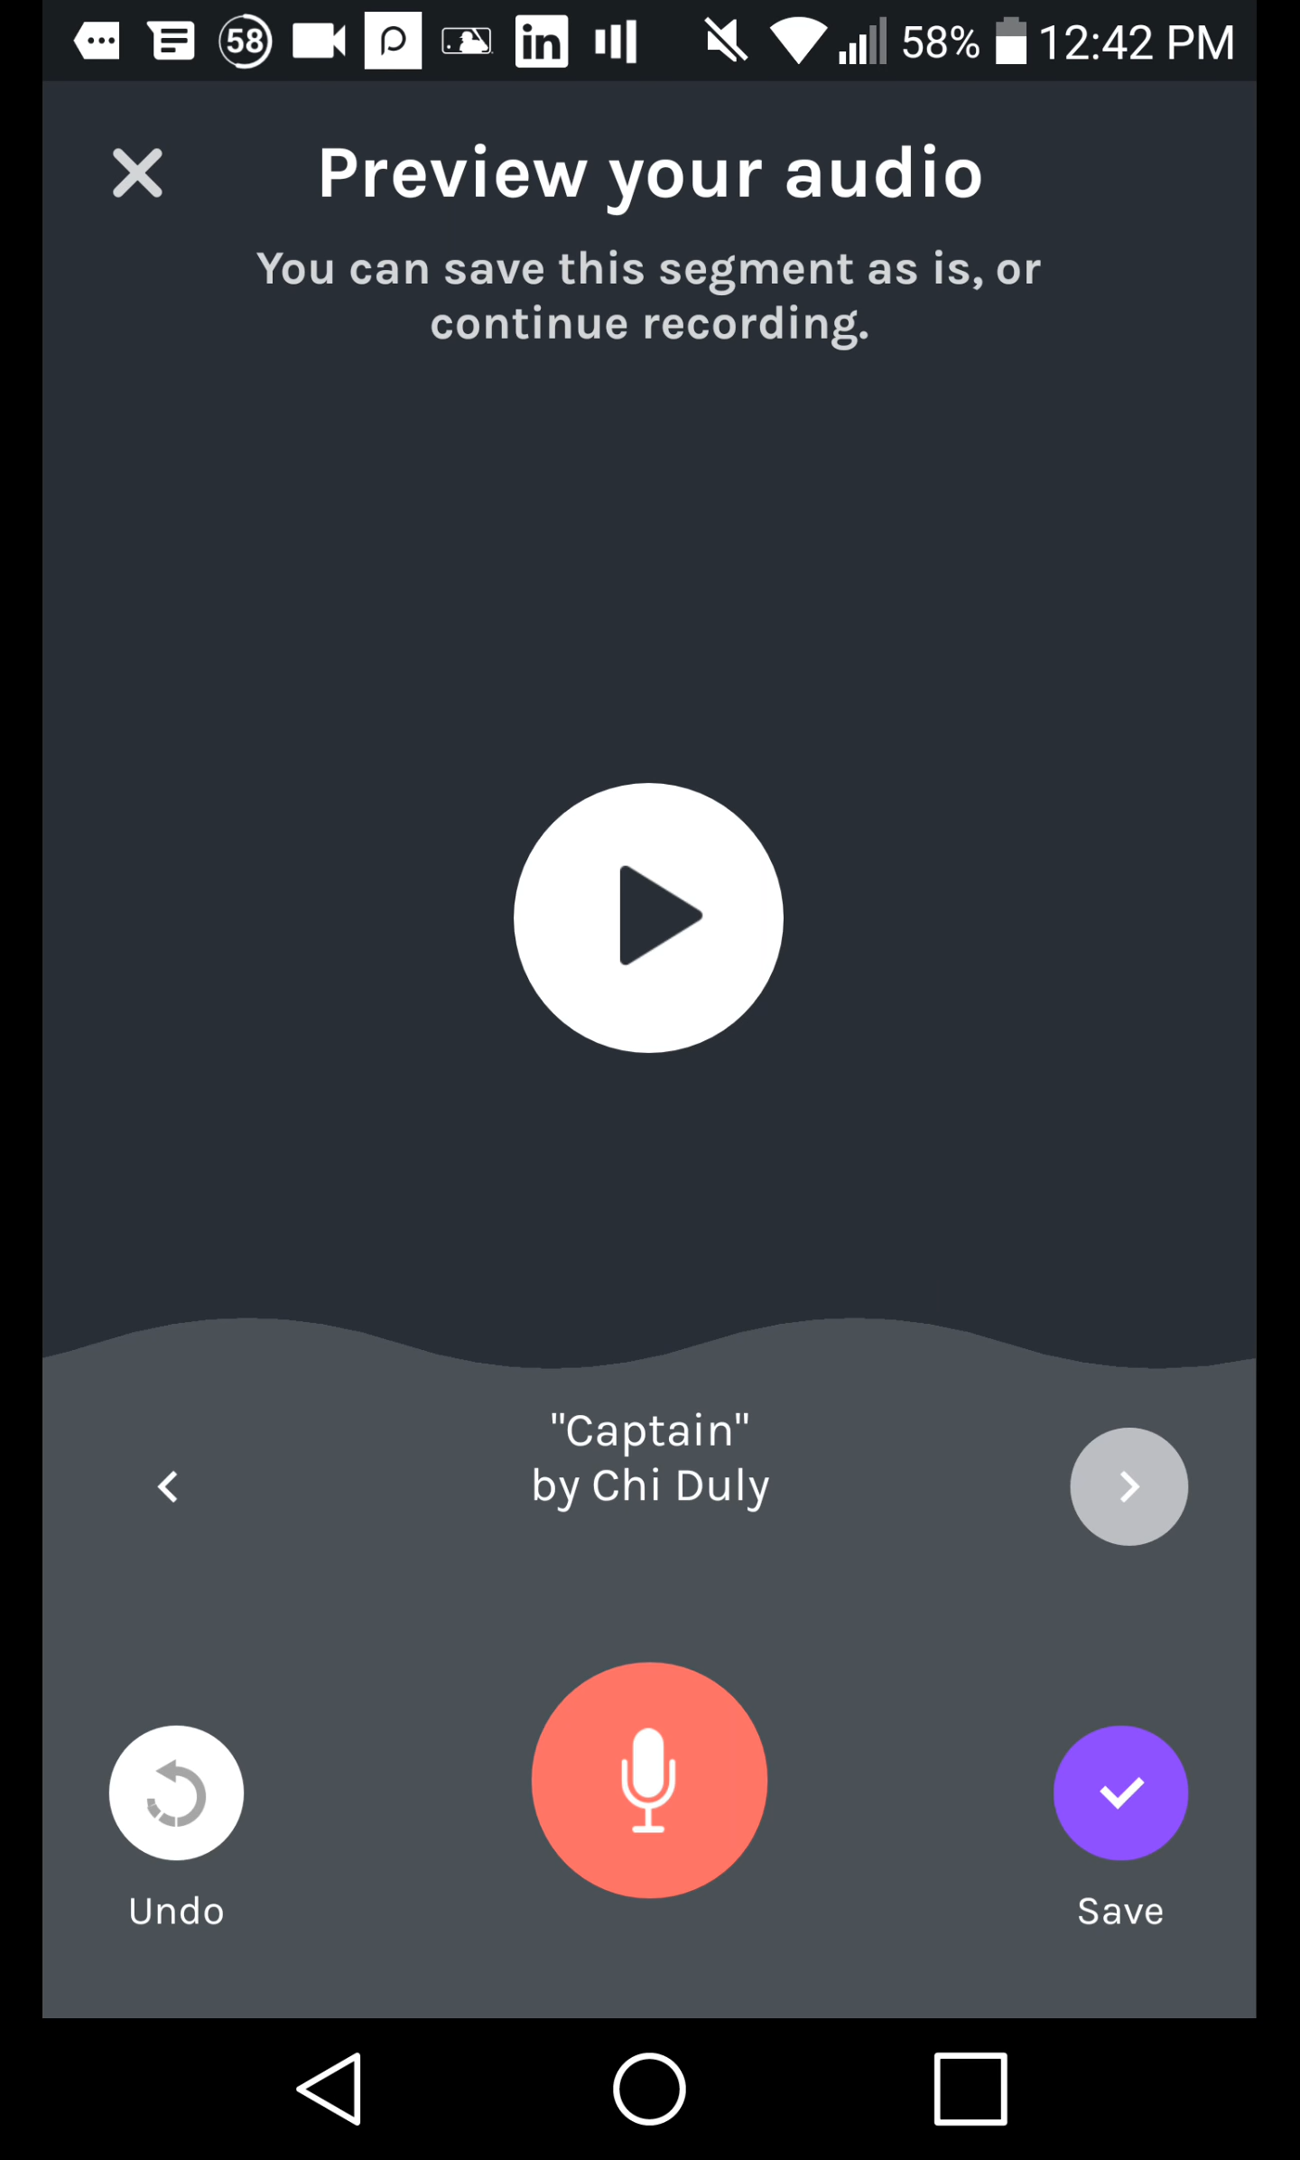 58 in 58% 12:42 PM
Preview your audio
You can save this segment as is, or
continue recording.
"Captain"
by Chi Duly
Undo
Save